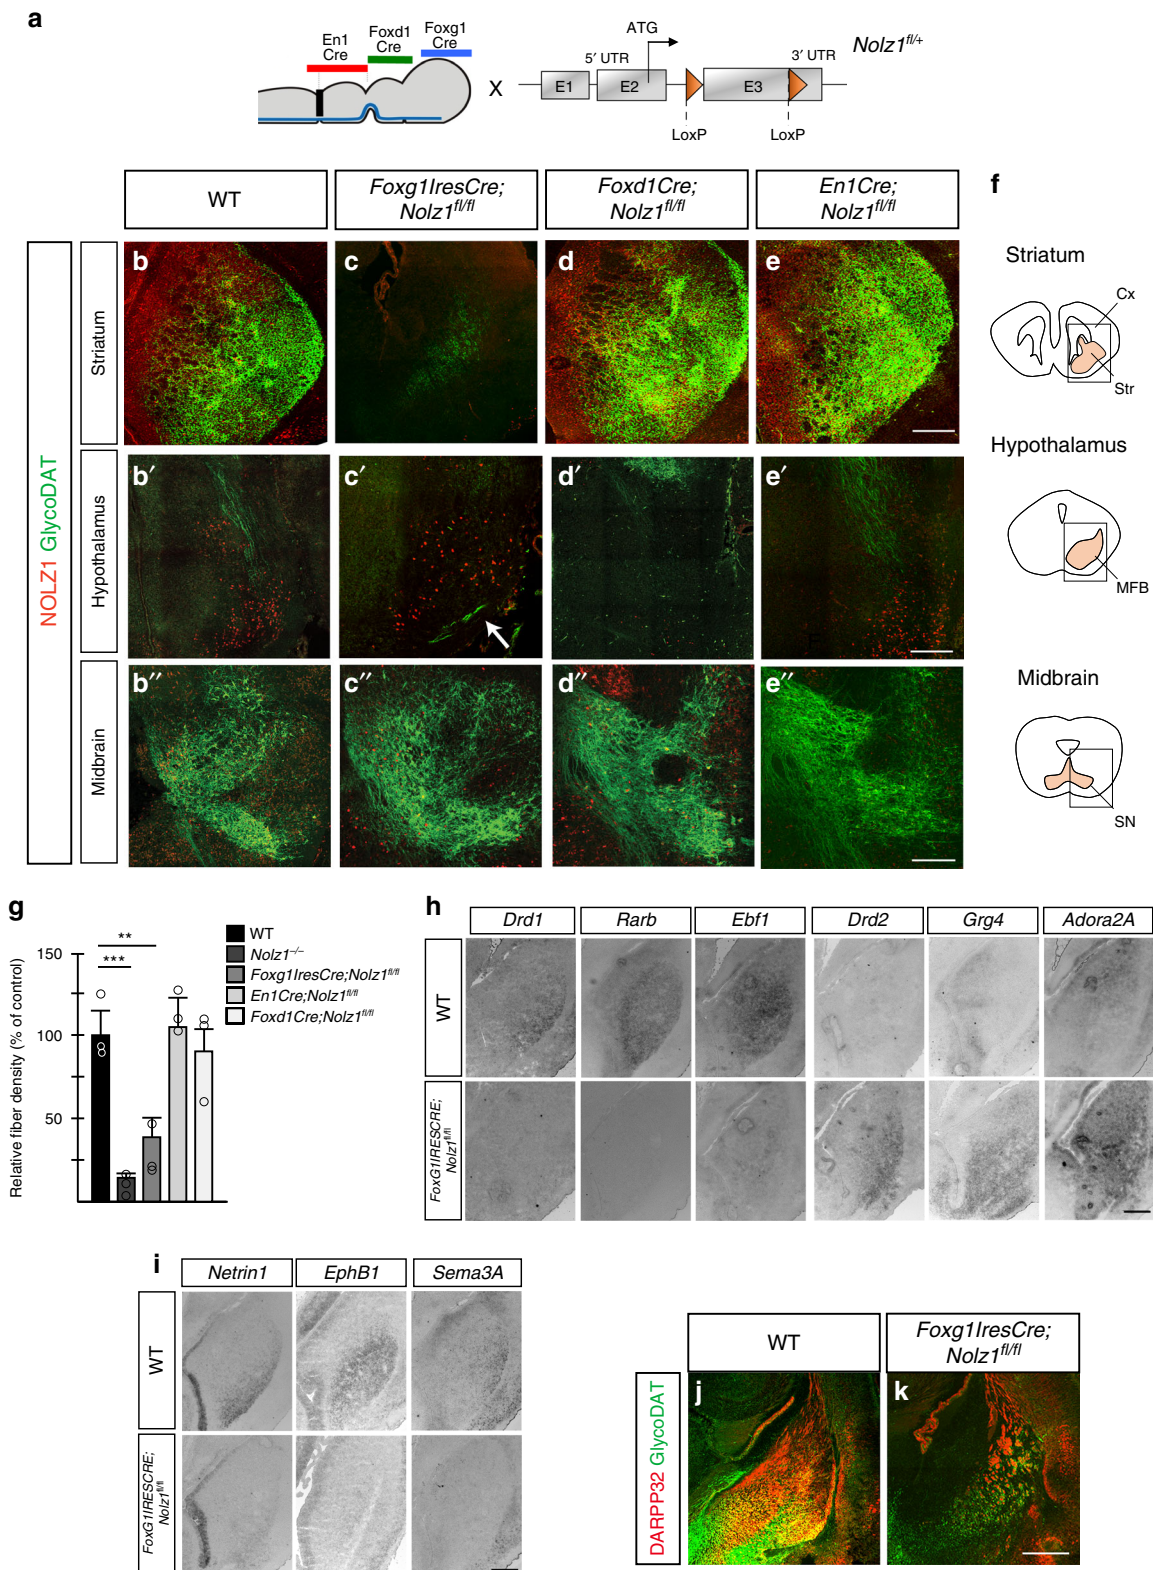 a
En1
Cre
Foxd1
Cre
Foxg1
Cre
X
ATG
5′ UTR
3′ UTR
Nolz1fl/+
E1
E2
E3
LoxP
LoxP
WT
Foxg1IresCre;
Nolz1fl/fl
Foxd1Cre;
Nolz1fl/fl
En1Cre;
Nolz1fl/fl
NOLZ1 GlycoDAT
Striatum
b
c
d
e
Hypothalamus
b′
c′
d′
e′
Midbrain
b″
c″
d″
e″
f
Striatum
Cx
Str
Hypothalamus
MFB
Midbrain
SN
g
Relative fiber density (% of control)
150
100
50
**
***
WT
Nolz1−/−
Foxg1IresCre;Nolz1fl/fl
En1Cre;Nolz1fl/fl
Foxd1Cre;Nolz1fl/fl
h
Drd1
Rarb
Ebf1
Drd2
Grg4
Adora2A
WT
FoxG1IRESCRE;
Nolz1fl/fl
i
Netrin1
EphB1
Sema3A
WT
FoxG1IRESCRE;
Nolz1fl/fl
WT
Foxg1IresCre;
Nolz1fl/fl
DARPP32 GlycoDAT
j
k